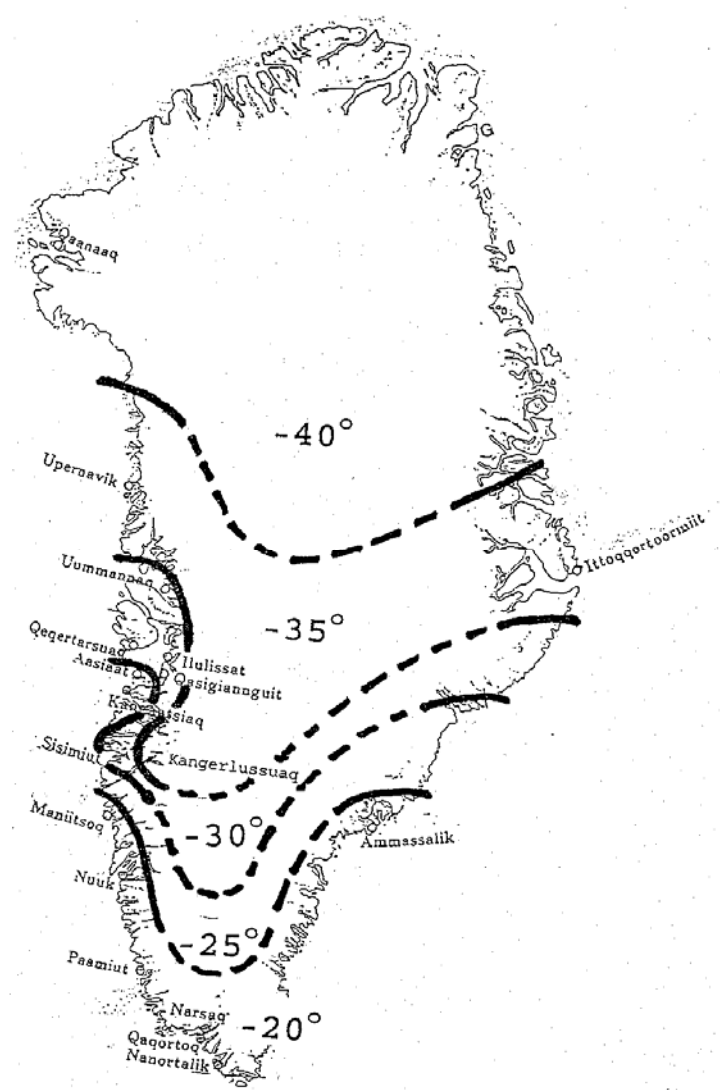 Qaanaaq
-40°
Upernavik
Ittoqqortoormiit
Uummannaq
-35°
Qeqertarsuaq
Aasiaat
Ilulissat
Qasigiannguit
Sisimiut
Kangerlussuaq
Maniitsoq
-30°
Ammassalik
Nuuk
-25°
Paamiut
Narsaq
-20°
Qaqortoq
Nanortalik